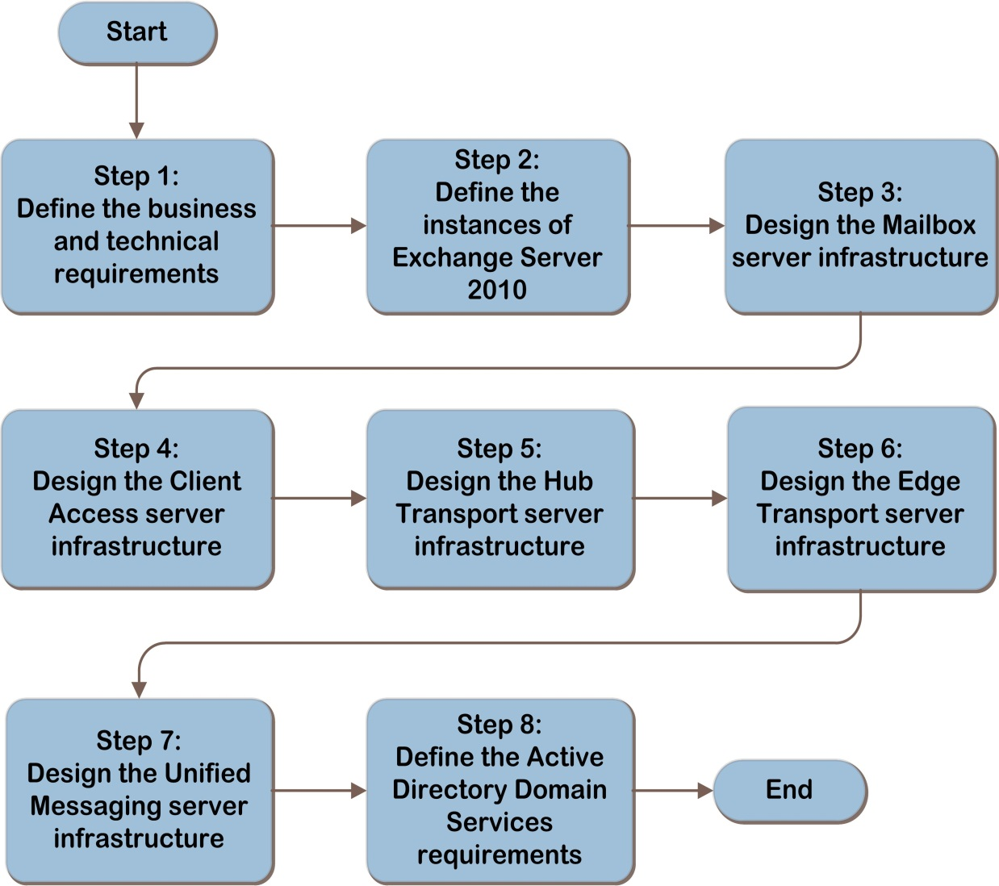 Start
Step 1:
Define the business
and technical
requirements
Step 2:
Define the
instances of
Exchange Server
2010
Step 3:
Design the Mailbox
server infrastructure
Step 4:
Design the Client
Access server
infrastructure
Step 5:
Design the Hub
Transport server
infrastructure
Step 6:
Design the Edge
Transport server
infrastructure
Step 7:
Design the Unified
Messaging server
infrastructure
Step 8:
Define the Active
Directory Domain
Services
requirements
End